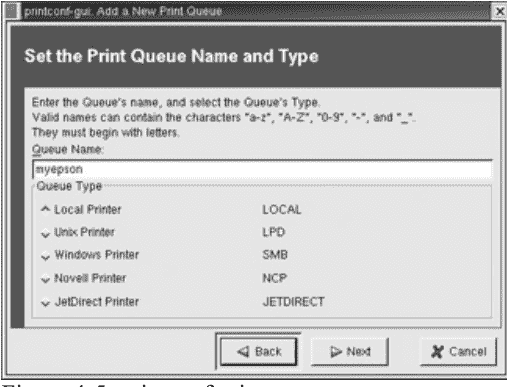 printconf-gui. Add a New Print Queue
Set the Print Queue Name and Type
Enter the Queue's name, and select the Queue's Type.
Valid names can contain the characters "a-z", "A-Z", "0-9", "-", and "_".
They must begin with letters.
Queue Name:
myepson
Queue Type
Local Printer LOCAL
Unix Printer LPD
Windows Printer SMB
Novell Printer NCP
JetDirect Printer JETDIRECT
Back Next Cancel